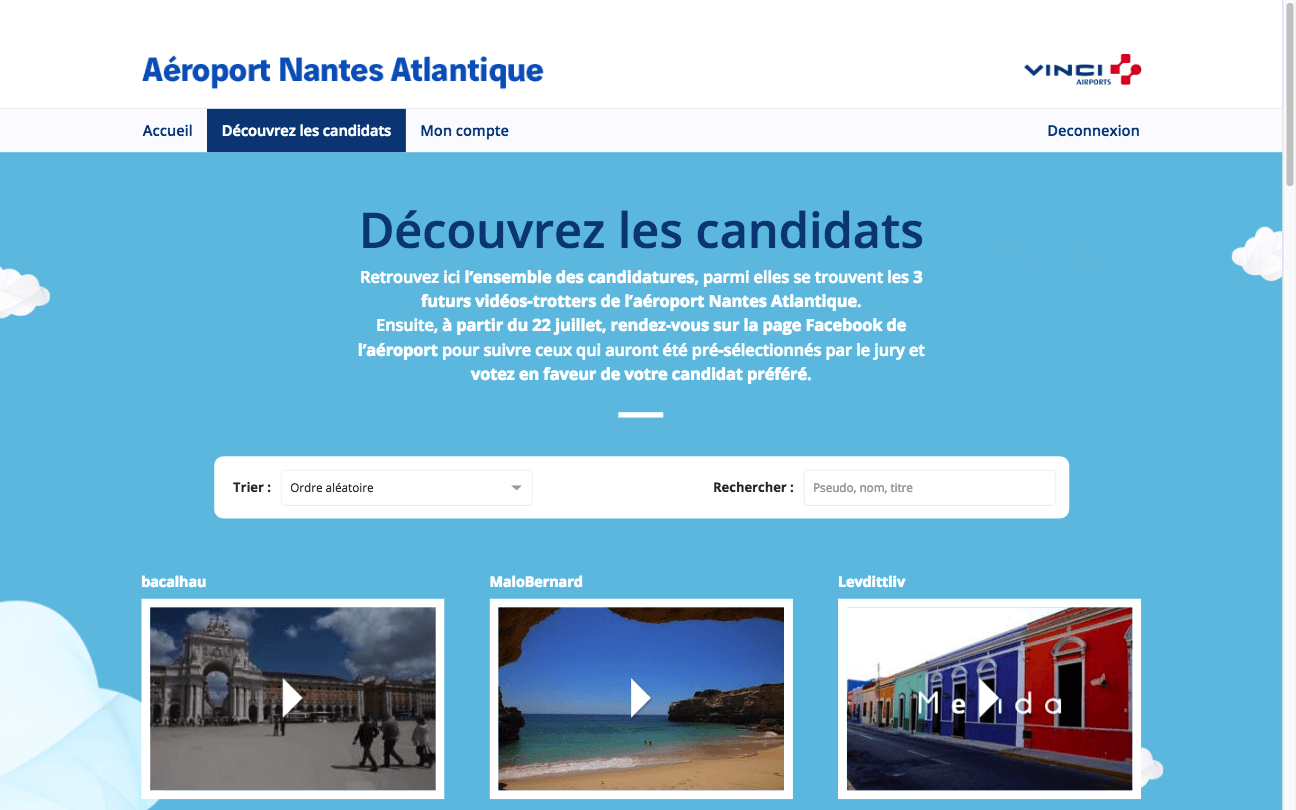 Aéroport Nantes Atlantique
VINCI
AIRPORTS
Accueil
Découvrez les candidats
Mon compte
Deconnexion
Découvrez les candidats
Retrouvez ici l'ensemble des candidatures, parmi elles se trouvent les 3
futurs vidéos-trotters de l'aéroport Nantes Atlantique.
Ensuite, à partir du 22 juillet, rendez-vous sur la page Facebook de
l'aéroport pour suivre ceux qui auront été pré-sélectionnés par le jury et
votez en faveur de votre candidat préféré.
Trier :
Ordre aléatoire
Rechercher :
Pseudo, nom, titre
bacalhau
MaloBernard
Levdittliv